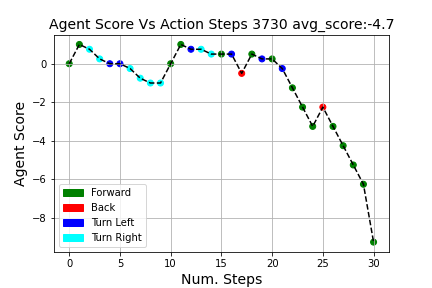 Agent Score Vs Action Steps 3730 avg_score:-4.7
Agent Score
0
−2
−4
−6
−8
Forward
Back
Turn Left
Turn Right
0 5 10 15 20 25 30
Num. Steps